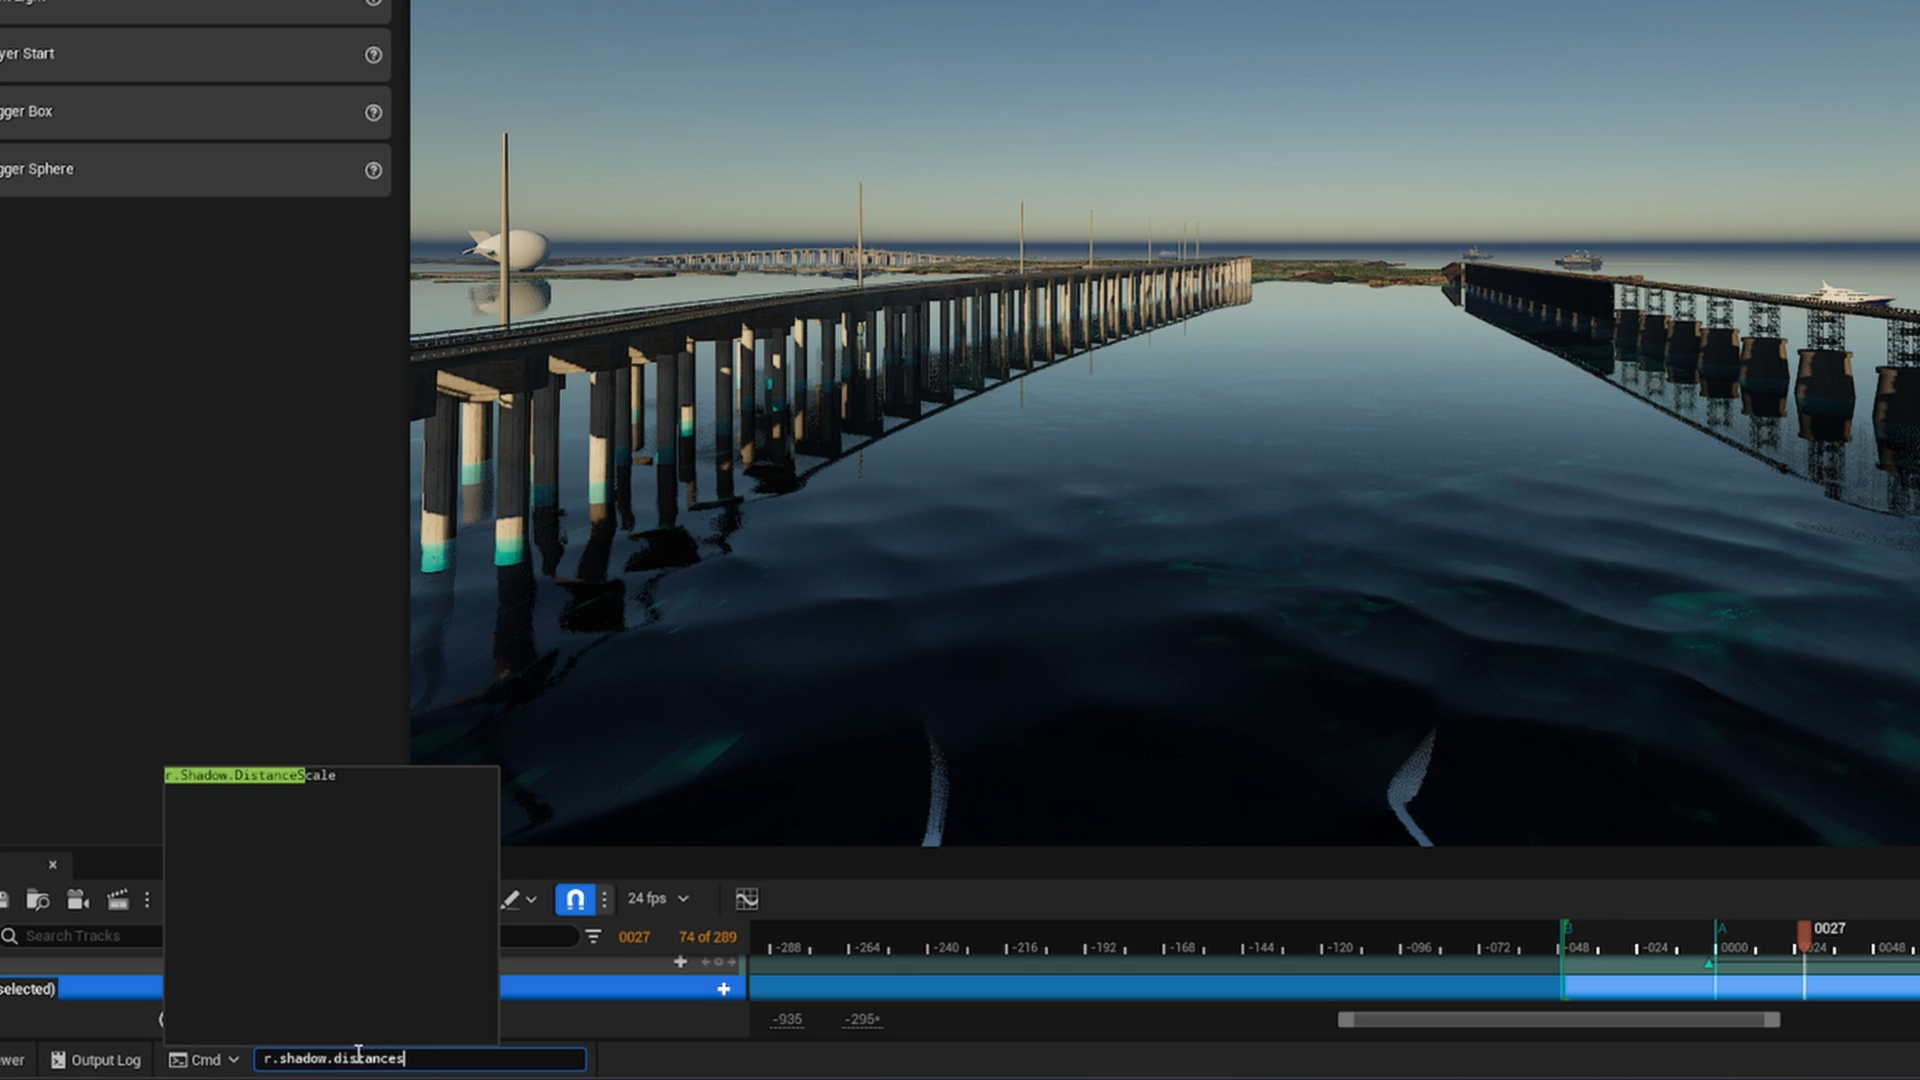 yer Start
gger Box
gger Sphere
r.Shadow.DistanceScale
24 fps
Search Tracks
0027
74 of 289
B
A
0027
-288
-264
-240
-216
-192
-168
-144
-120
-096
-072
-048
-024
0000
024
0048
selected)
-935
-295*
wer
Output Log
Cmd
r.shadow.distances